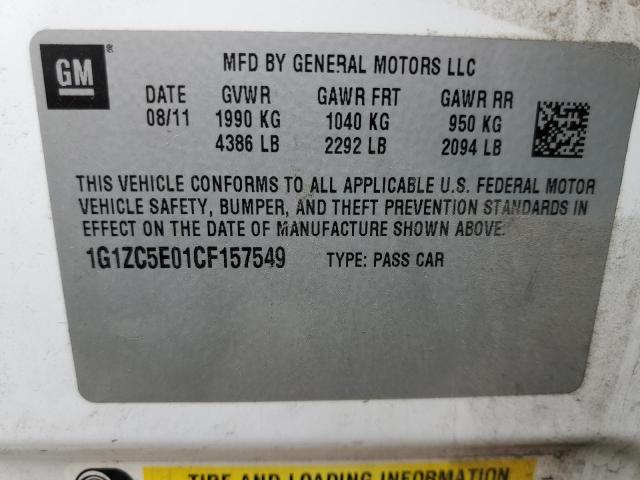 GM ®
MFD BY GENERAL MOTORS LLC
DATE GVWR GAWR FRT GAWR RR
08/11 1990 KG 1040 KG 950 KG
4386 LB 2292 LB 2094 LB
THIS VEHICLE CONFORMS TO ALL APPLICABLE U.S. FEDERAL MOTOR
VEHICLE SAFETY, BUMPER, AND THEFT PREVENTION STANDARDS IN
EFFECT ON THE DATE OF MANUFACTURE SHOWN ABOVE.
1G1ZC5E01CF157549 TYPE: PASS CAR
TIRE AND LOADING INFORMATION